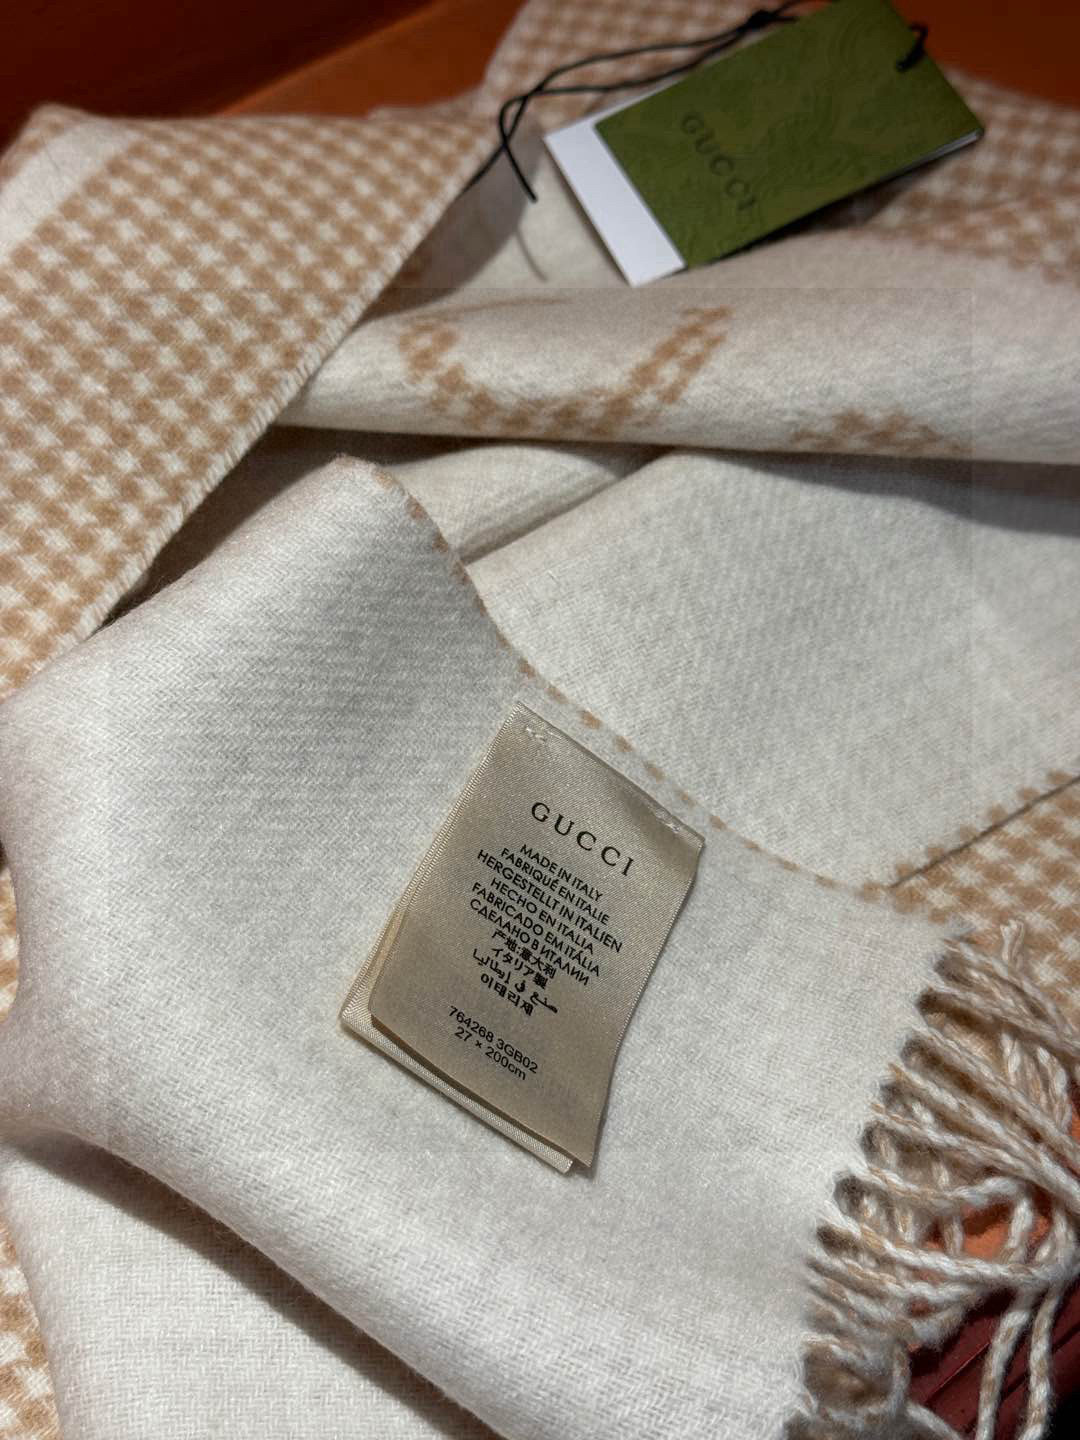 GUCCI
GUCCI
MADE IN ITALY
FABRIQUÉ EN ITALIE
HERGESTELLT IN ITALIEN
HECHO EN ITALIA
FABRICADO EM ITÁLIA
СДЕЛАНО В ИТАЛИИ
产地:意大利
イタリア製
صنع في إيطاليا
이태리제
764268 3GB02
27 × 200cm